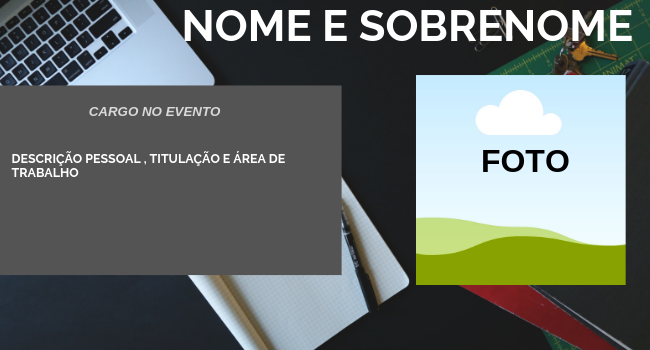 NOME E SOBRENOME
CARGO NO EVENTO
DESCRIÇÃO PESSOAL , TITULAÇÃO E ÁREA DE
TRABALHO
FOTO